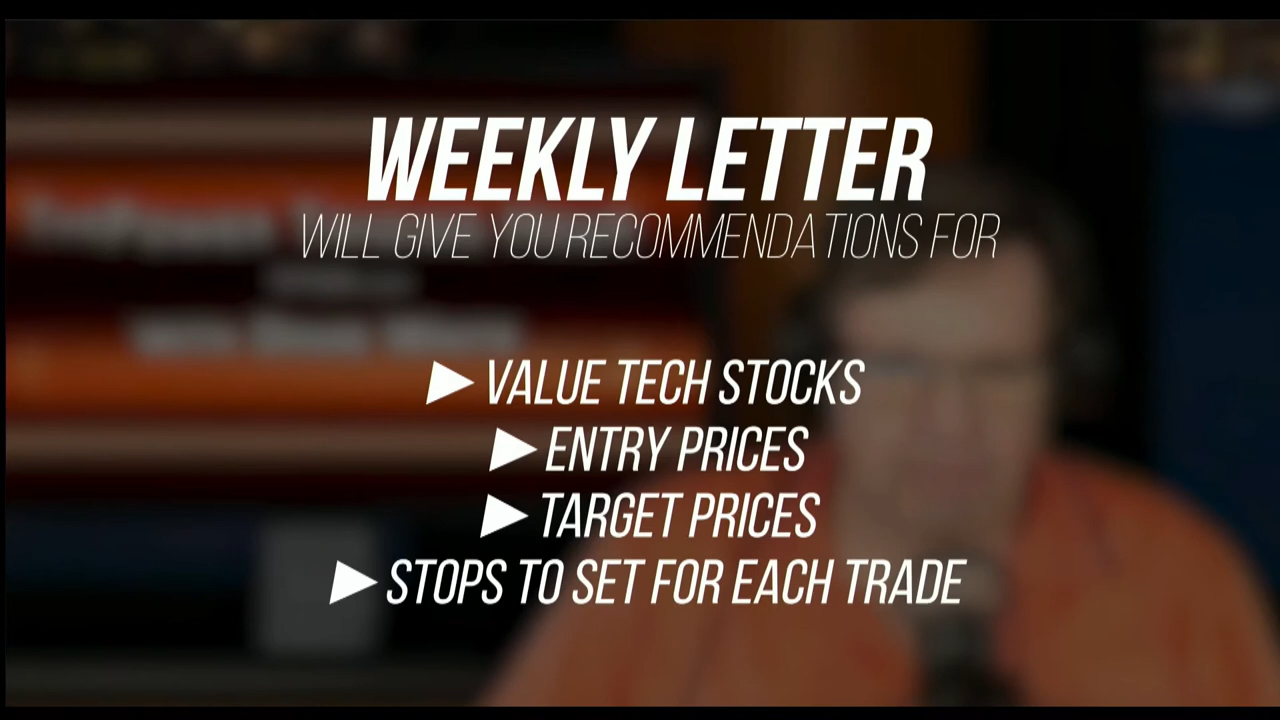 WEEKLY LETTER
WILL GIVE YOU RECOMMENDATIONS FOR
▶ VALUE TECH STOCKS
▶ ENTRY PRICES
▶ TARGET PRICES
▶ STOPS TO SET FOR EACH TRADE